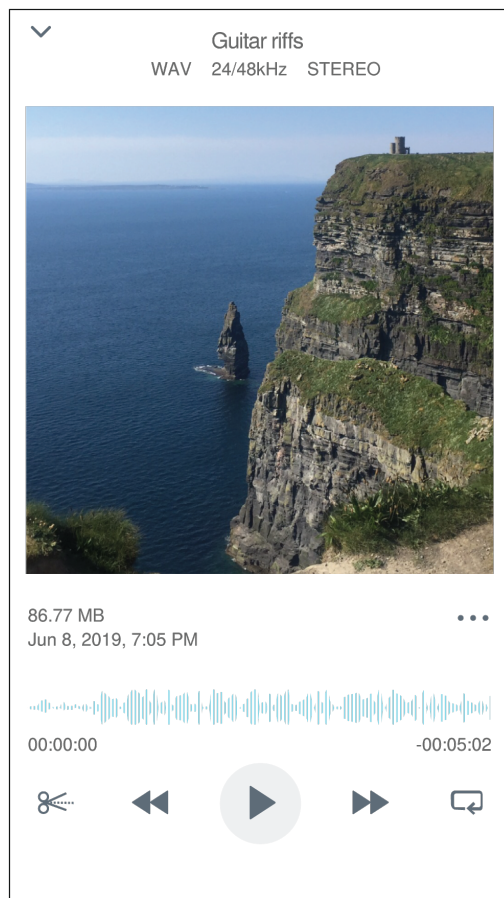 Guitar riffs
WAV 24/48kHz STEREO
86.77 MB
Jun 8, 2019, 7:05 PM
00:00:00
-00:05:02